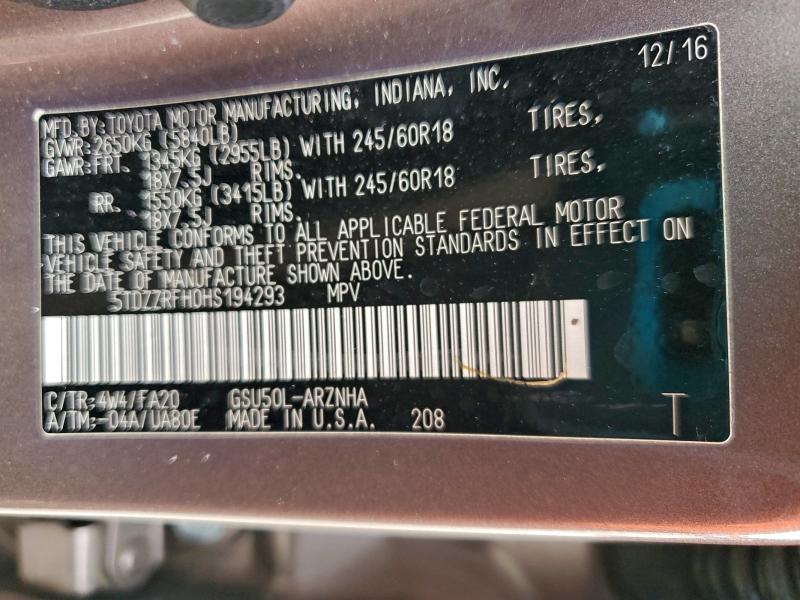 12/16
MFD. BY: TOYOTA MOTOR MANUFACTURING, INDIANA, INC.
GVWR: 2650KG (5840LB)
GAWR: FRT. 1345KG (2955LB) WITH 245/60R18 TIRES,
18X7.5J RIMS.
RR. 1550KG (3415LB) WITH 245/60R18 TIRES,
18X7.5J RIMS.
THIS VEHICLE CONFORMS TO ALL APPLICABLE FEDERAL MOTOR
VEHICLE SAFETY AND THEFT PREVENTION STANDARDS IN EFFECT ON
THE DATE OF MANUFACTURE SHOWN ABOVE.
5TDZZRFH0HS194293 MPV
C/TR: 4W4/FA20 GSU50L-ARZNHA
A/TM: -04A/UA80E MADE IN U.S.A. 208 T